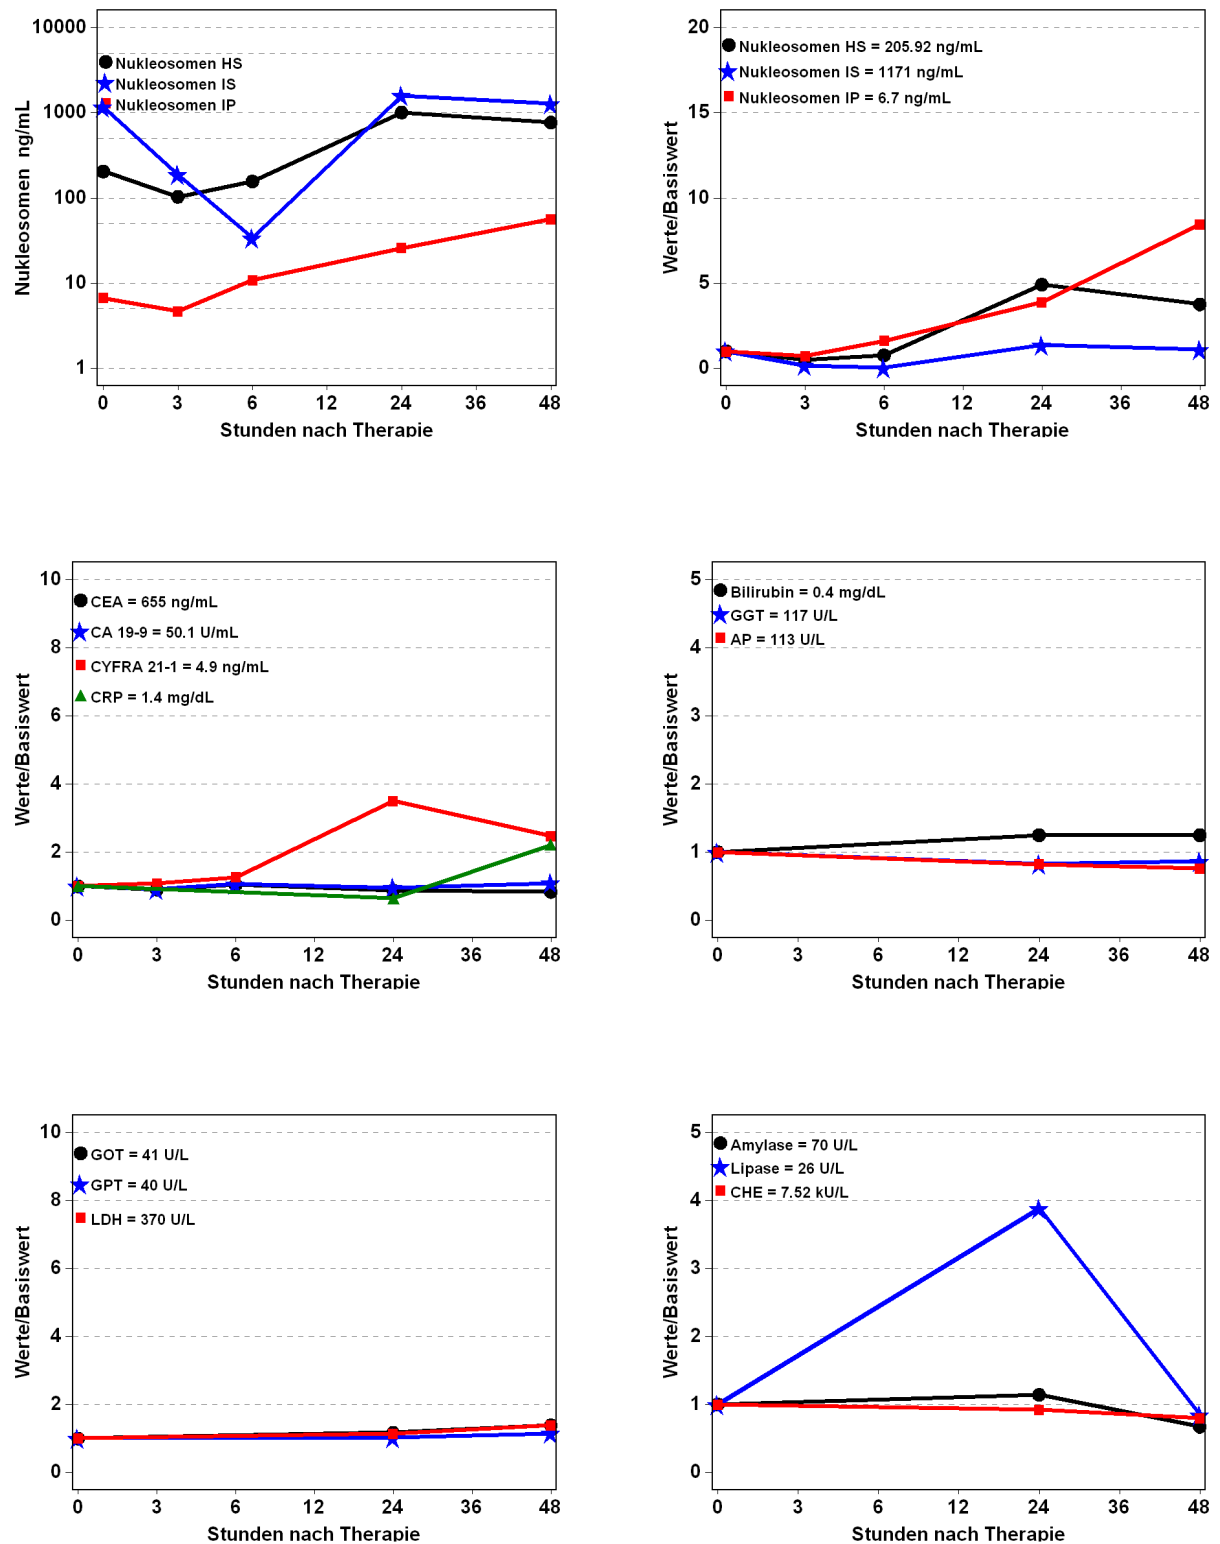 10000
1000
100
10
1
Nukleosomen ng/mL
Nukleosomen HS
Nukleosomen IS
Nukleosomen IP
0 3 6 12 24 36 48
Stunden nach Therapie
20
15
10
5
0
Werte/Basiswert
Nukleosomen HS = 205.92 ng/mL
Nukleosomen IS = 1171 ng/mL
Nukleosomen IP = 6.7 ng/mL
0 3 6 12 24 36 48
Stunden nach Therapie
10
8
6
4
2
0
Werte/Basiswert
CEA = 655 ng/mL
CA 19-9 = 50.1 U/mL
CYFRA 21-1 = 4.9 ng/mL
CRP = 1.4 mg/dL
0 3 6 12 24 36 48
Stunden nach Therapie
5
4
3
2
1
0
Werte/Basiswert
Bilirubin = 0.4 mg/dL
GGT = 117 U/L
AP = 113 U/L
0 3 6 12 24 36 48
Stunden nach Therapie
10
8
6
4
2
0
Werte/Basiswert
GOT = 41 U/L
GPT = 40 U/L
LDH = 370 U/L
0 3 6 12 24 36 48
Stunden nach Therapie
5
4
3
2
1
0
Werte/Basiswert
Amylase = 70 U/L
Lipase = 26 U/L
CHE = 7.52 kU/L
0 3 6 12 24 36 48
Stunden nach Therapie